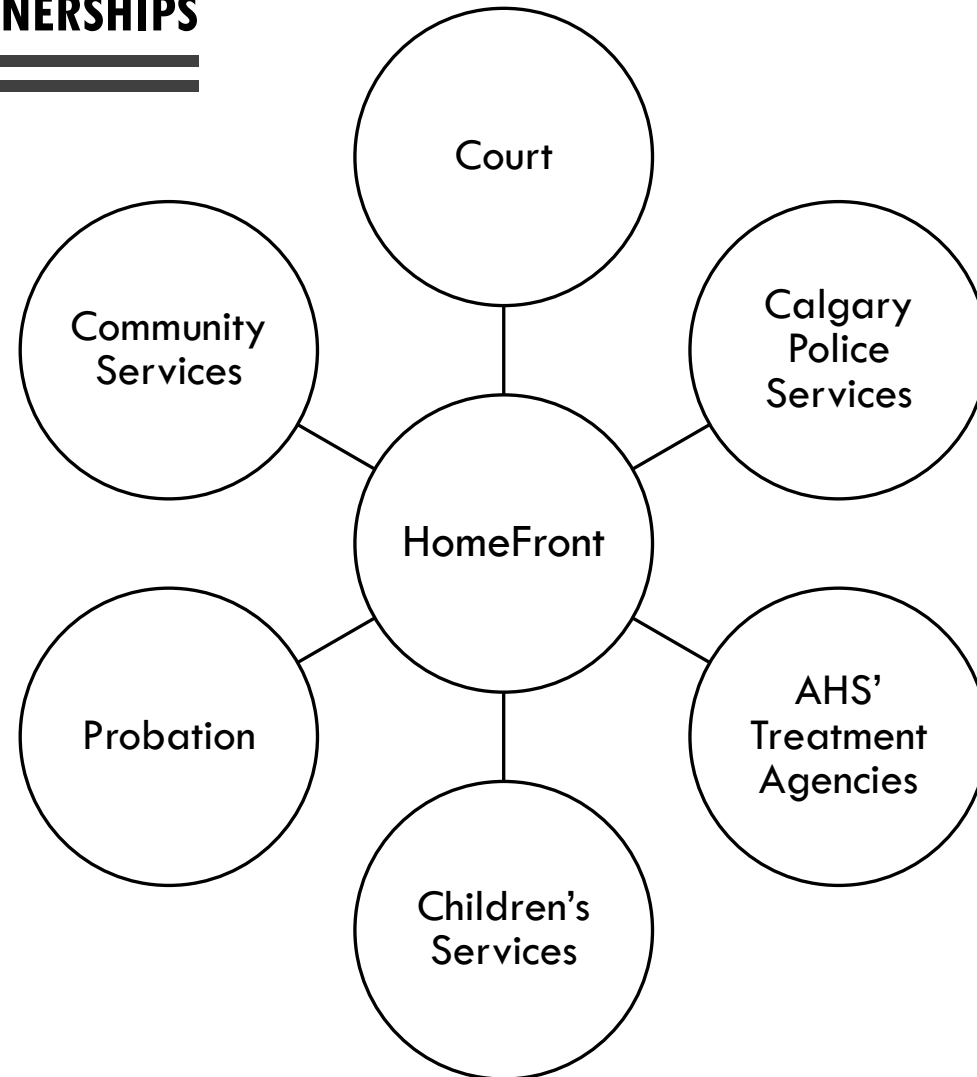 NERSHIPS
Court
Calgary
Police
Services
Community
Services
HomeFront
AHS'
Treatment
Agencies
Probation
Children's
Services